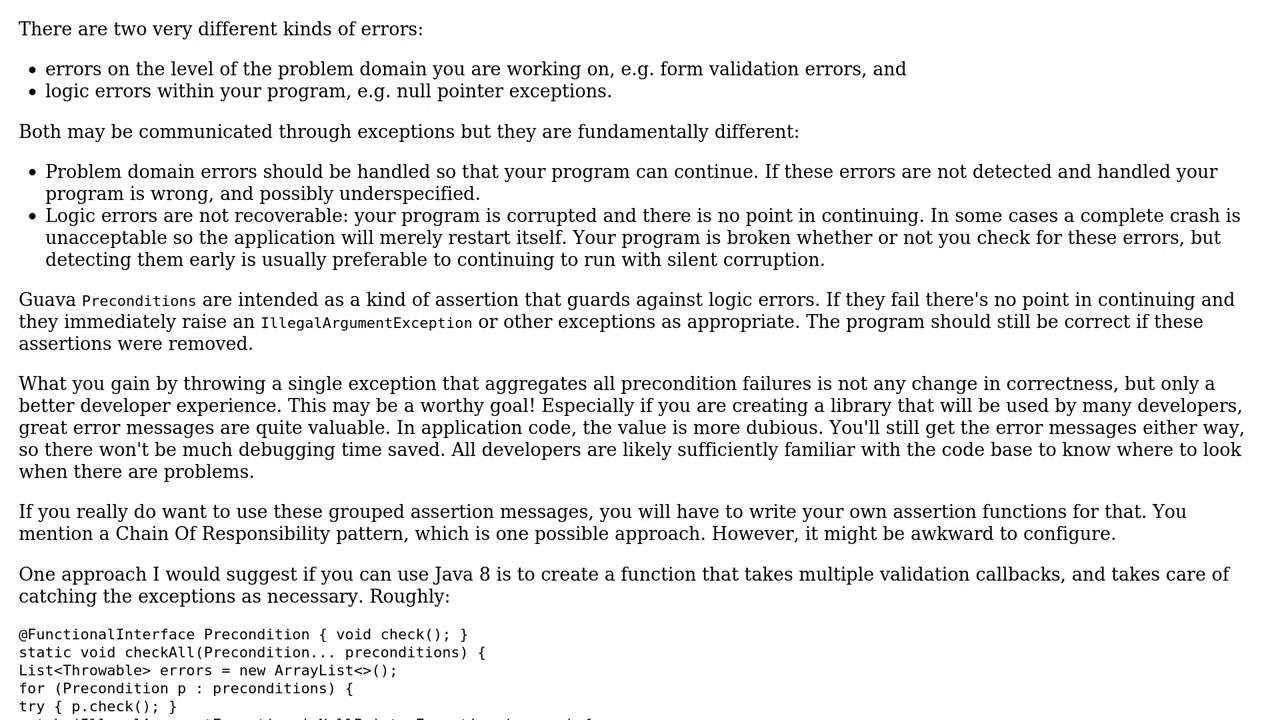 There are two very different kinds of errors:
errors on the level of the problem domain you are working on, e.g. form validation errors, and
logic errors within your program, e.g. null pointer exceptions.
Both may be communicated through exceptions but they are fundamentally different:
Problem domain errors should be handled so that your program can continue. If these errors are not detected and handled your
program is wrong, and possibly underspecified.
Logic errors are not recoverable: your program is corrupted and there is no point in continuing. In some cases a complete crash is
unacceptable so the application will merely restart itself. Your program is broken whether or not you check for these errors, but
detecting them early is usually preferable to continuing to run with silent corruption.
Guava Preconditions are intended as a kind of assertion that guards against logic errors. If they fail there's no point in continuing and
they immediately raise an IllegalArgumentException or other exceptions as appropriate. The program should still be correct if these
assertions were removed.
What you gain by throwing a single exception that aggregates all precondition failures is not any change in correctness, but only a
better developer experience. This may be a worthy goal! Especially if you are creating a library that will be used by many developers,
great error messages are quite valuable. In application code, the value is more dubious. You'll still get the error messages either way,
so there won't be much debugging time saved. All developers are likely sufficiently familiar with the code base to know where to look
when there are problems.
If you really do want to use these grouped assertion messages, you will have to write your own assertion functions for that. You
mention a Chain Of Responsibility pattern, which is one possible approach. However, it might be awkward to configure.
One approach I would suggest if you can use Java 8 is to create a function that takes multiple validation callbacks, and takes care of
catching the exceptions as necessary. Roughly:
@FunctionalInterface Precondition { void check(); }
static void checkAll(Precondition... preconditions) {
List<Throwable> errors = new ArrayList<>();
for (Precondition p : preconditions) {
try { p.check(); }